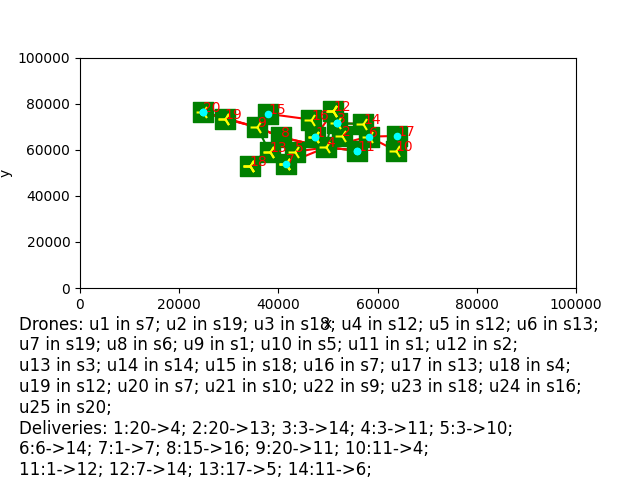 100000
80000
60000
40000
20000
0
y
0 20000 40000 60000 80000 100000
x
Drones: u1 in s7; u2 in s19; u3 in s18; u4 in s12; u5 in s12; u6 in s13;
u7 in s19; u8 in s6; u9 in s1; u10 in s5; u11 in s1; u12 in s2;
u13 in s3; u14 in s14; u15 in s18; u16 in s7; u17 in s13; u18 in s4;
u19 in s12; u20 in s7; u21 in s10; u22 in s9; u23 in s18; u24 in s16;
u25 in s20;
Deliveries: 1:20->4; 2:20->13; 3:3->14; 4:3->11; 5:3->10;
6:6->14; 7:1->7; 8:15->16; 9:20->11; 10:11->4;
11:1->12; 12:7->14; 13:17->5; 14:11->6;